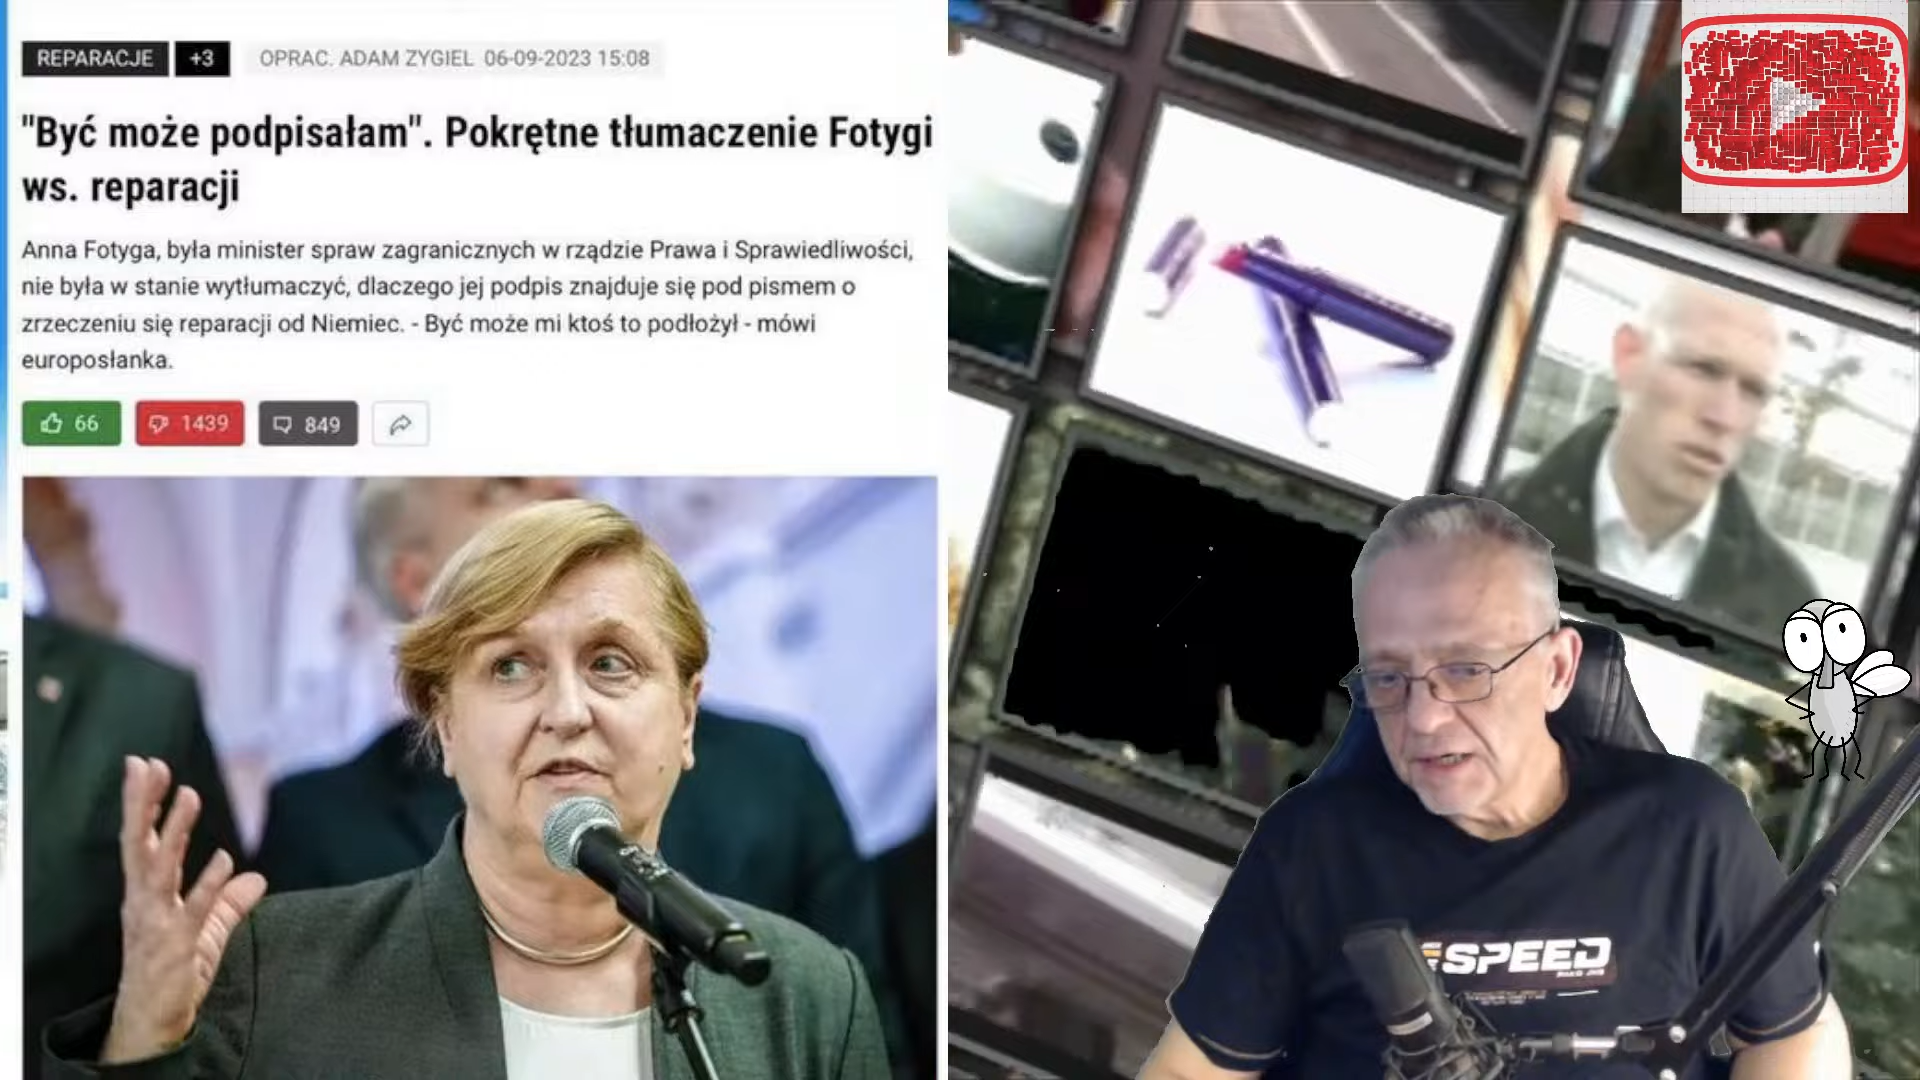 REPARACJE +3 OPRAC. ADAM ZYGIEL 06-09-2023 15:08
"Być może podpisałam". Pokrętne tłumaczenie Fotygi
ws. reparacji
Anna Fotyga, była minister spraw zagranicznych w rządzie Prawa i Sprawiedliwości,
nie była w stanie wytłumaczyć, dlaczego jej podpis znajduje się pod pismem o
zrzeczeniu się reparacji od Niemiec. - Być może mi ktoś to podłożył - mówi
europosłanka.
66 1439 849
SPEED